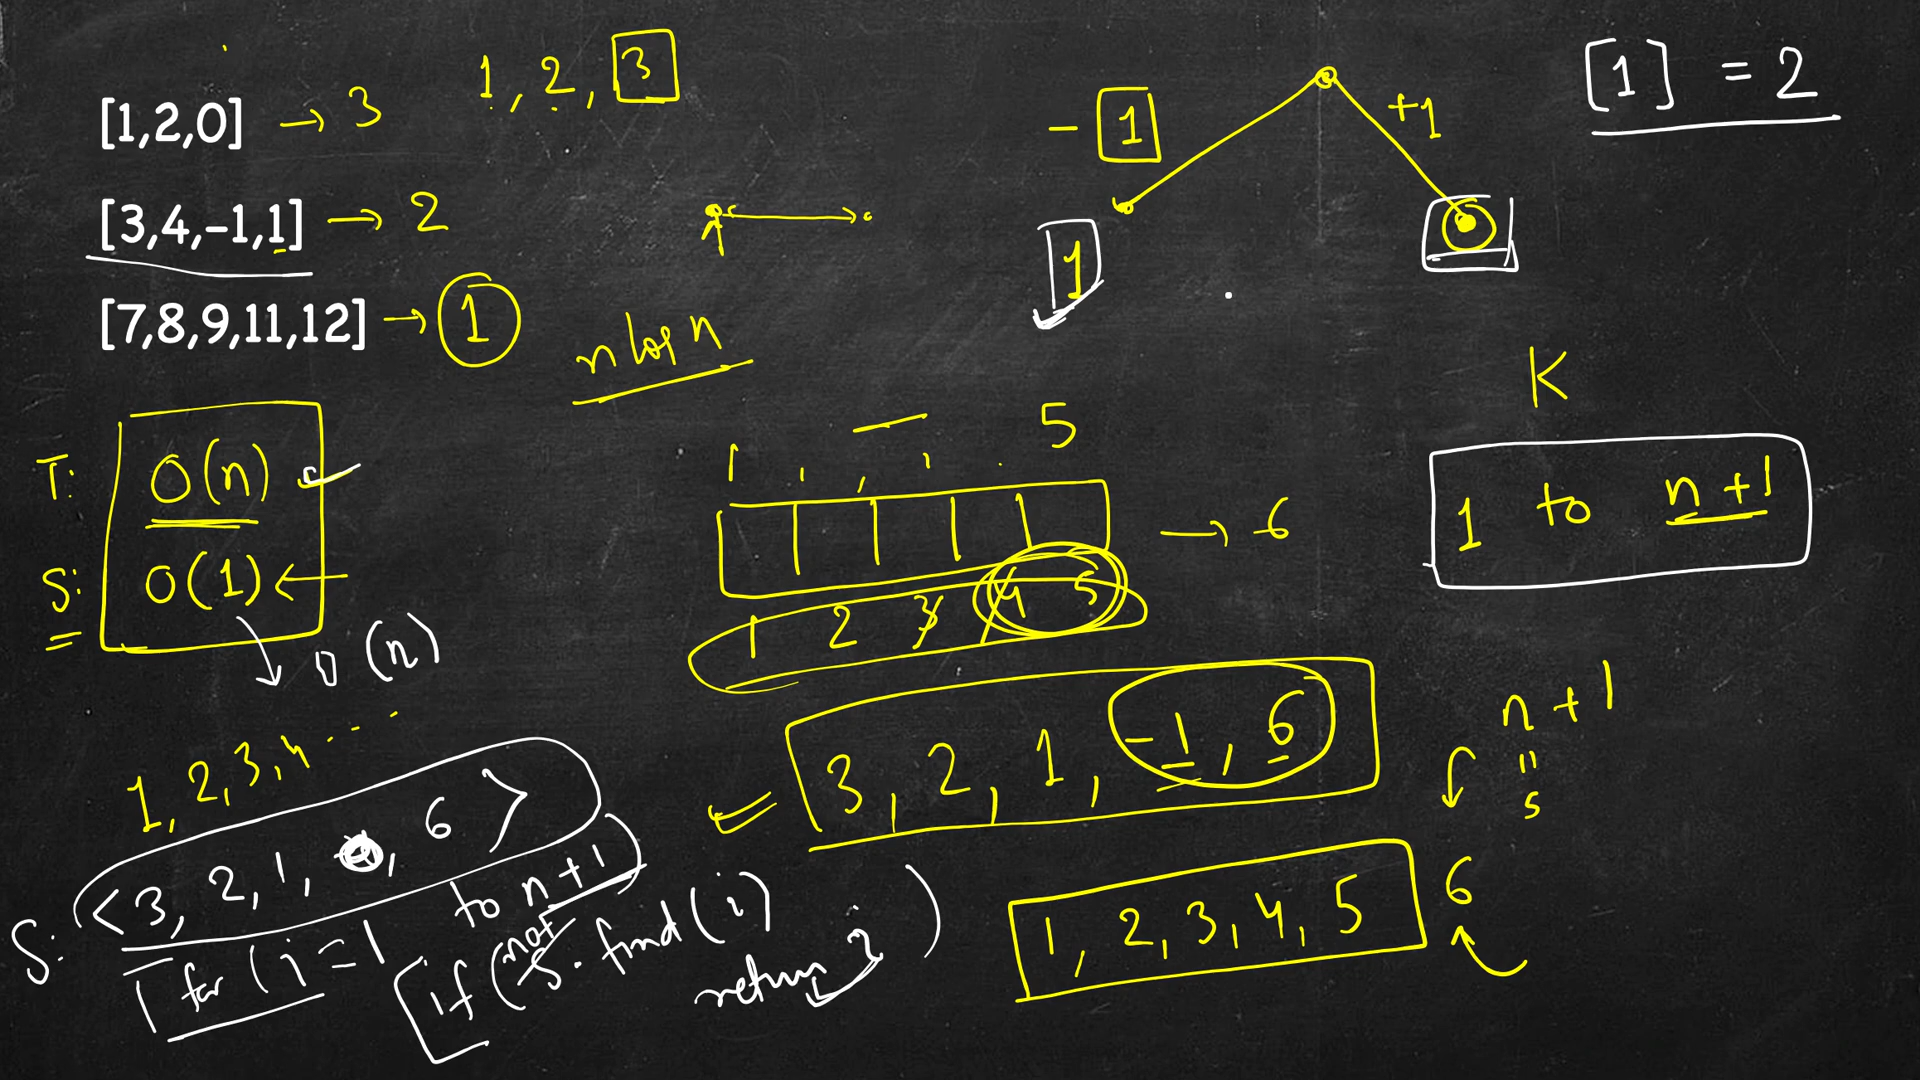 [1,2,0] → 3
1, 2, 3
[3,4,-1,1] → 2
[7,8,9,11,12] → 1
n log n
- 1
+1
1
[1] = 2
T: O(n)
S: O(1) ←
O(n)
1 5
→ 6
1 2 3 4 5
K
1 to n+1
1, 2, 3, 4 ...
S: < 3, 2, 1, , 6 >
for (i = 1 to n+1)
if (not S. find (i)
return i
3, 2, 1, -1, 6
n + 1
"
5
1, 2, 3, 4, 5
6